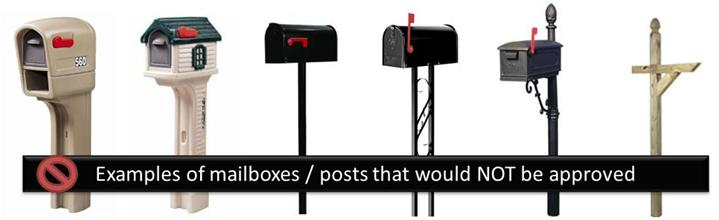 560
Examples of mailboxes / posts that would NOT be approved